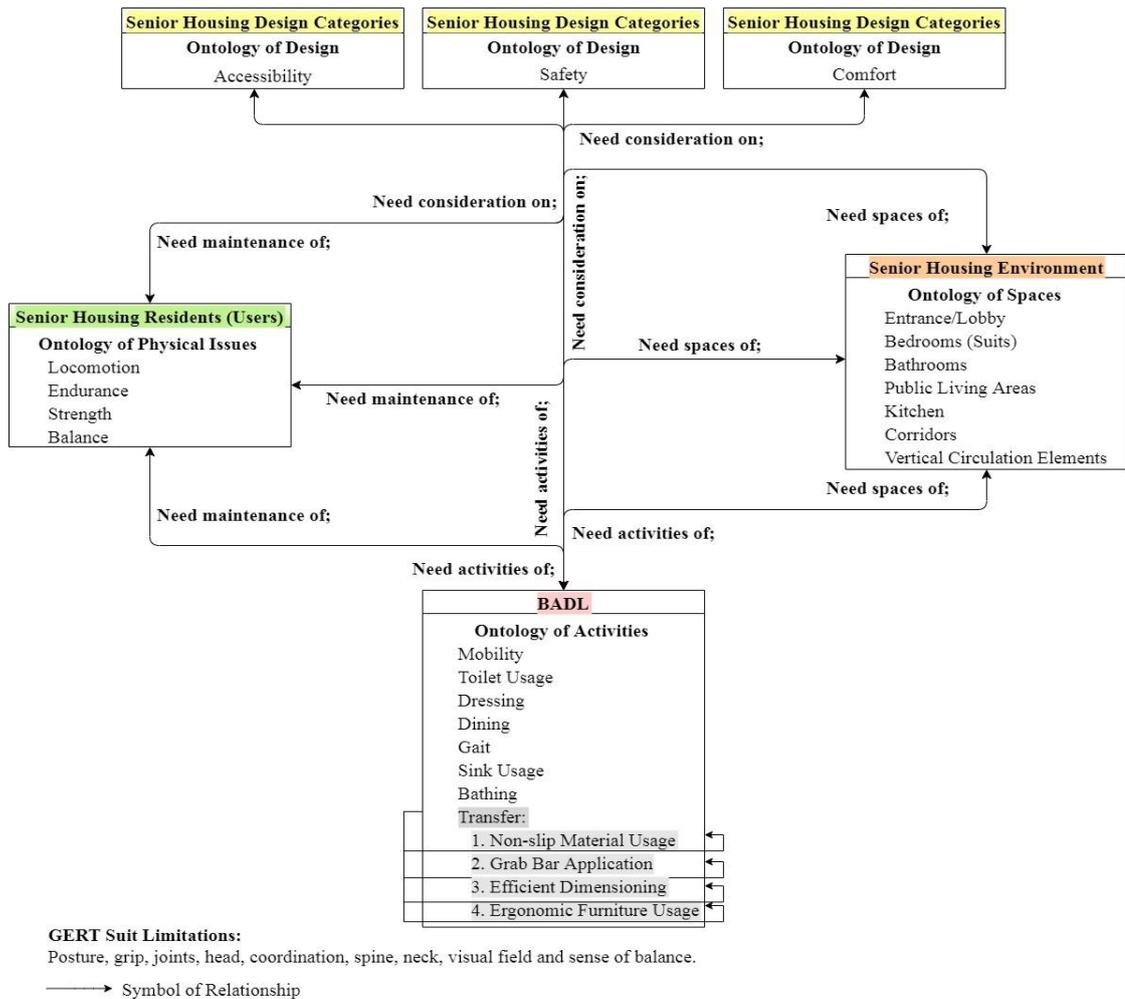 Senior Housing Design Categories
Ontology of Design
Accessibility
Senior Housing Design Categories
Ontology of Design
Safety
Senior Housing Design Categories
Ontology of Design
Comfort
Need consideration on;
Need consideration on;
Need consideration on;
Need maintenance of;
Need spaces of;
Senior Housing Residents (Users)
Ontology of Physical Issues
Locomotion
Endurance
Strength
Balance
Senior Housing Environment
Ontology of Spaces
Entrance/Lobby
Bedrooms (Suits)
Bathrooms
Public Living Areas
Kitchen
Corridors
Vertical Circulation Elements
Need spaces of;
Need maintenance of;
Need activities of;
Need spaces of;
Need maintenance of;
Need activities of;
Need activities of;
BADL
Ontology of Activities
Mobility
Toilet Usage
Dressing
Dining
Gait
Sink Usage
Bathing
Transfer:
1. Non-slip Material Usage
2. Grab Bar Application
3. Efficient Dimensioning
4. Ergonomic Furniture Usage
GERT Suit Limitations:
Posture, grip, joints, head, coordination, spine, neck, visual field and sense of balance.
Symbol of Relationship